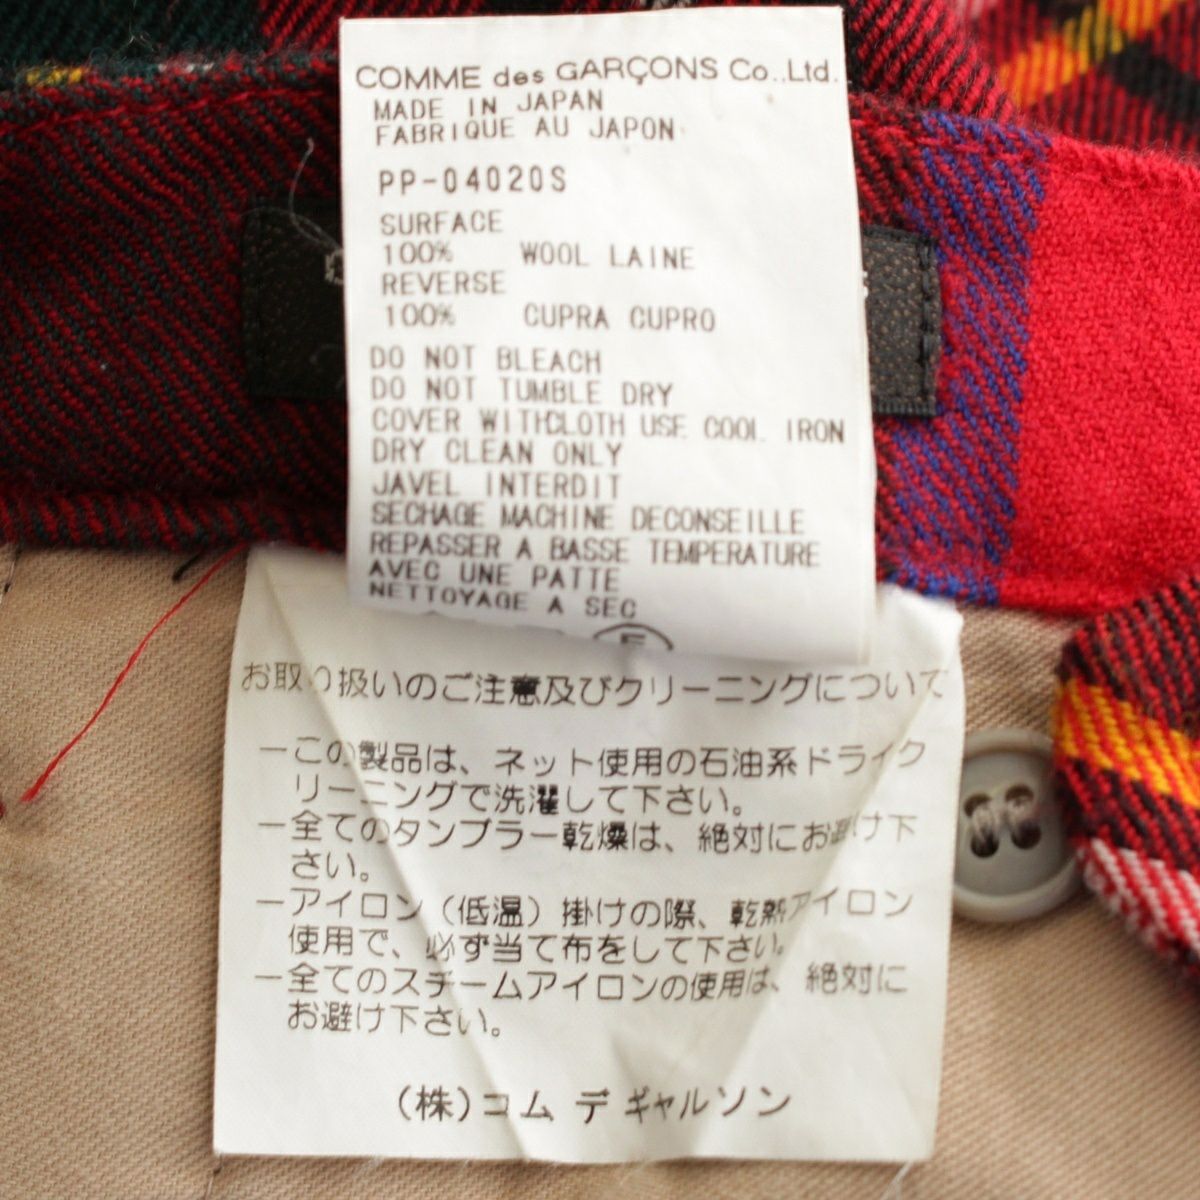 COMME des GARÇONS Co.,Ltd.
MADE IN JAPAN
FABRIQUE AU JAPON
PP-04020S
SURFACE
100% WOOL LAINE
REVERSE
100% CUPRA CUPRO
DO NOT BLEACH
DO NOT TUMBLE DRY
COVER WITHCLOTH USE COOL IRON
DRY CLEAN ONLY
JAVEL INTERDIT
SECHAGE MACHINE DECONSEILLE
REPASSER A BASSE TEMPERATURE
AVEC UNE PATTE
NETTOYAGE A SEC
お取り扱いのご注意及びクリーニングについて
一この製品は、ネット使用の石油系ドライク
リーニングで洗濯して下さい。
一全てのタンブラー乾燥は、絶対にお避け下
さい。
一アイロン(低温)掛けの際、乾熱アイロン
使用で、必ず当て布をして下さい。
一全てのスチームアイロンの使用は、絶対に
お避け下さい。
(株)コム デ ギャルソン